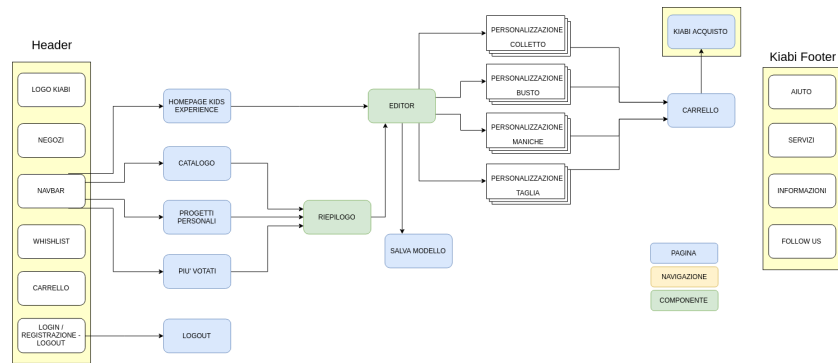 Header
LOGO KIABI
NEGOZI
NAVBAR
WHISHLIST
CARRELLO
LOGIN /
REGISTRAZIONE -
LOGOUT
HOMEPAGE KIDS
EXPERIENCE
CATALOGO
PROGETTI
PERSONALI
PIU' VOTATI
LOGOUT
RIEPILOGO
EDITOR
SALVA MODELLO
PERSONALIZZAZIONE
COLLETTO
PERSONALIZZAZIONE
BUSTO
PERSONALIZZAZIONE
MANICHE
PERSONALIZZAZIONE
TAGLIA
KIABI ACQUISTO
CARRELLO
PAGINA
NAVIGAZIONE
COMPONENTE
Kiabi Footer
AIUTO
SERVIZI
INFORMAZIONI
FOLLOW US